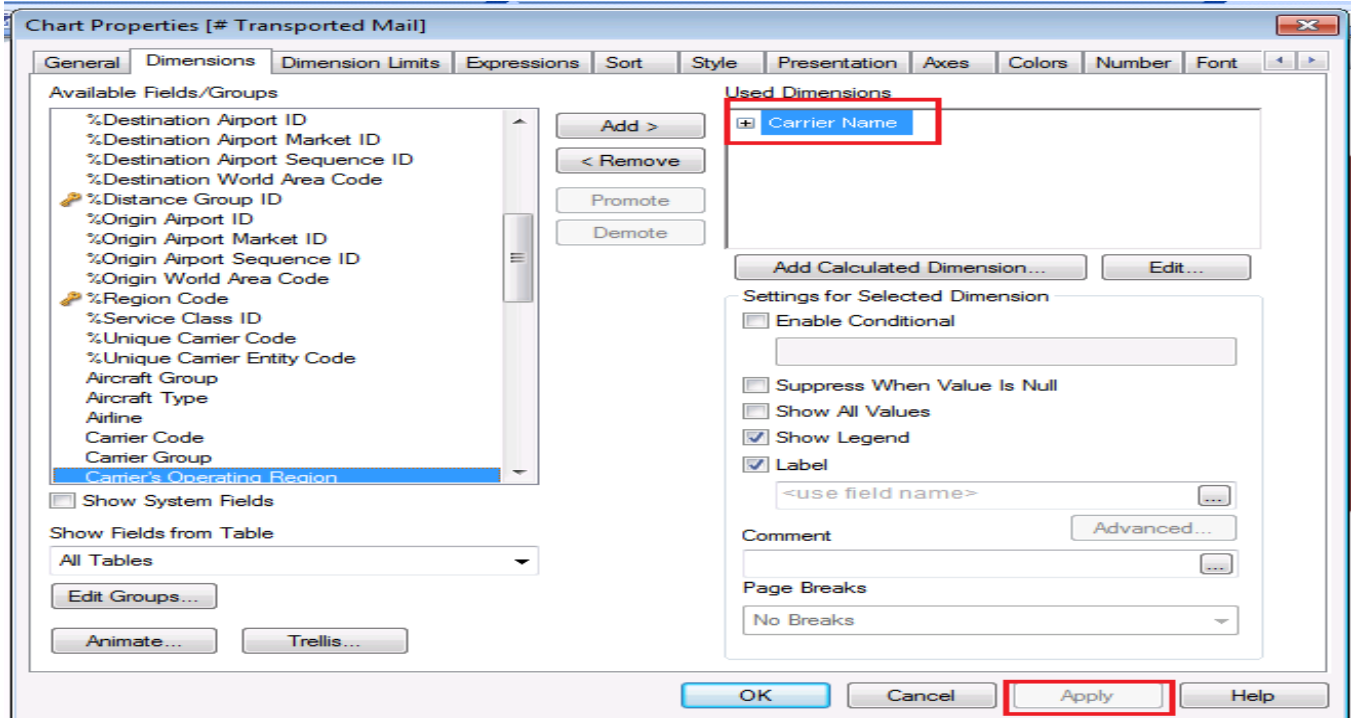 Chart Properties [# Transported Mail]
General Dimensions Dimension Limits Expressions Sort Style Presentation Axes Colors Number Font
Available Fields/Groups
%Destination Airport ID
%Destination Airport Market ID
%Destination Airport Sequence ID
%Destination World Area Code
%Distance Group ID
%Origin Airport ID
%Origin Airport Market ID
%Origin Airport Sequence ID
%Origin World Area Code
%Region Code
%Service Class ID
%Unique Carrier Code
%Unique Carrier Entity Code
Aircraft Group
Aircraft Type
Airline
Carrier Code
Carrier Group
Carrier's Operating Region
Show System Fields
Show Fields from Table
All Tables
Edit Groups...
Animate... Trellis...
Add >
< Remove
Promote
Demote
Used Dimensions
Carrier Name
Add Calculated Dimension... Edit...
Settings for Selected Dimension
Enable Conditional
Suppress When Value Is Null
Show All Values
Show Legend
Label
<use field name> ...
Advanced...
Comment
...
Page Breaks
No Breaks
OK Cancel Apply Help